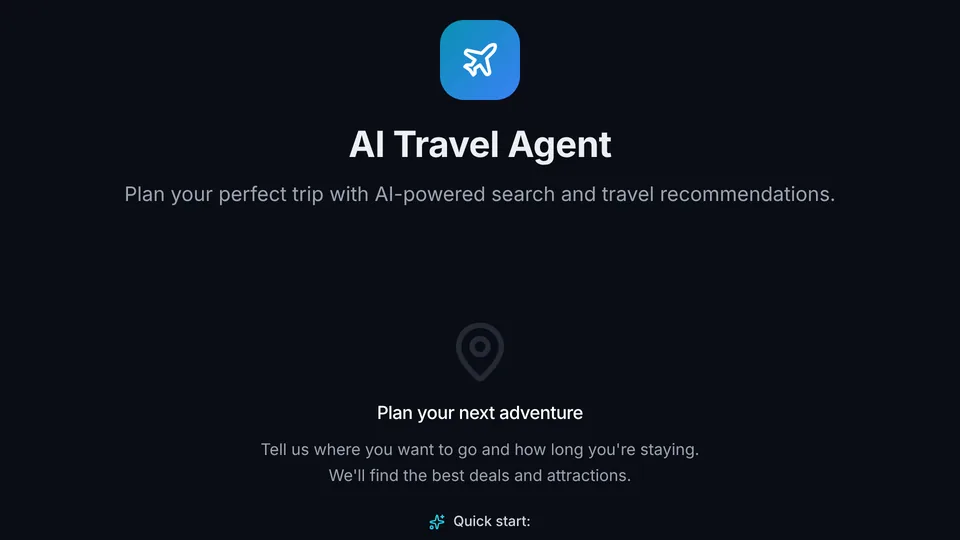 AI Travel Agent
Plan your perfect trip with AI-powered search and travel recommendations.
Plan your next adventure
Tell us where you want to go and how long you're staying.
We'll find the best deals and attractions.
Quick start: